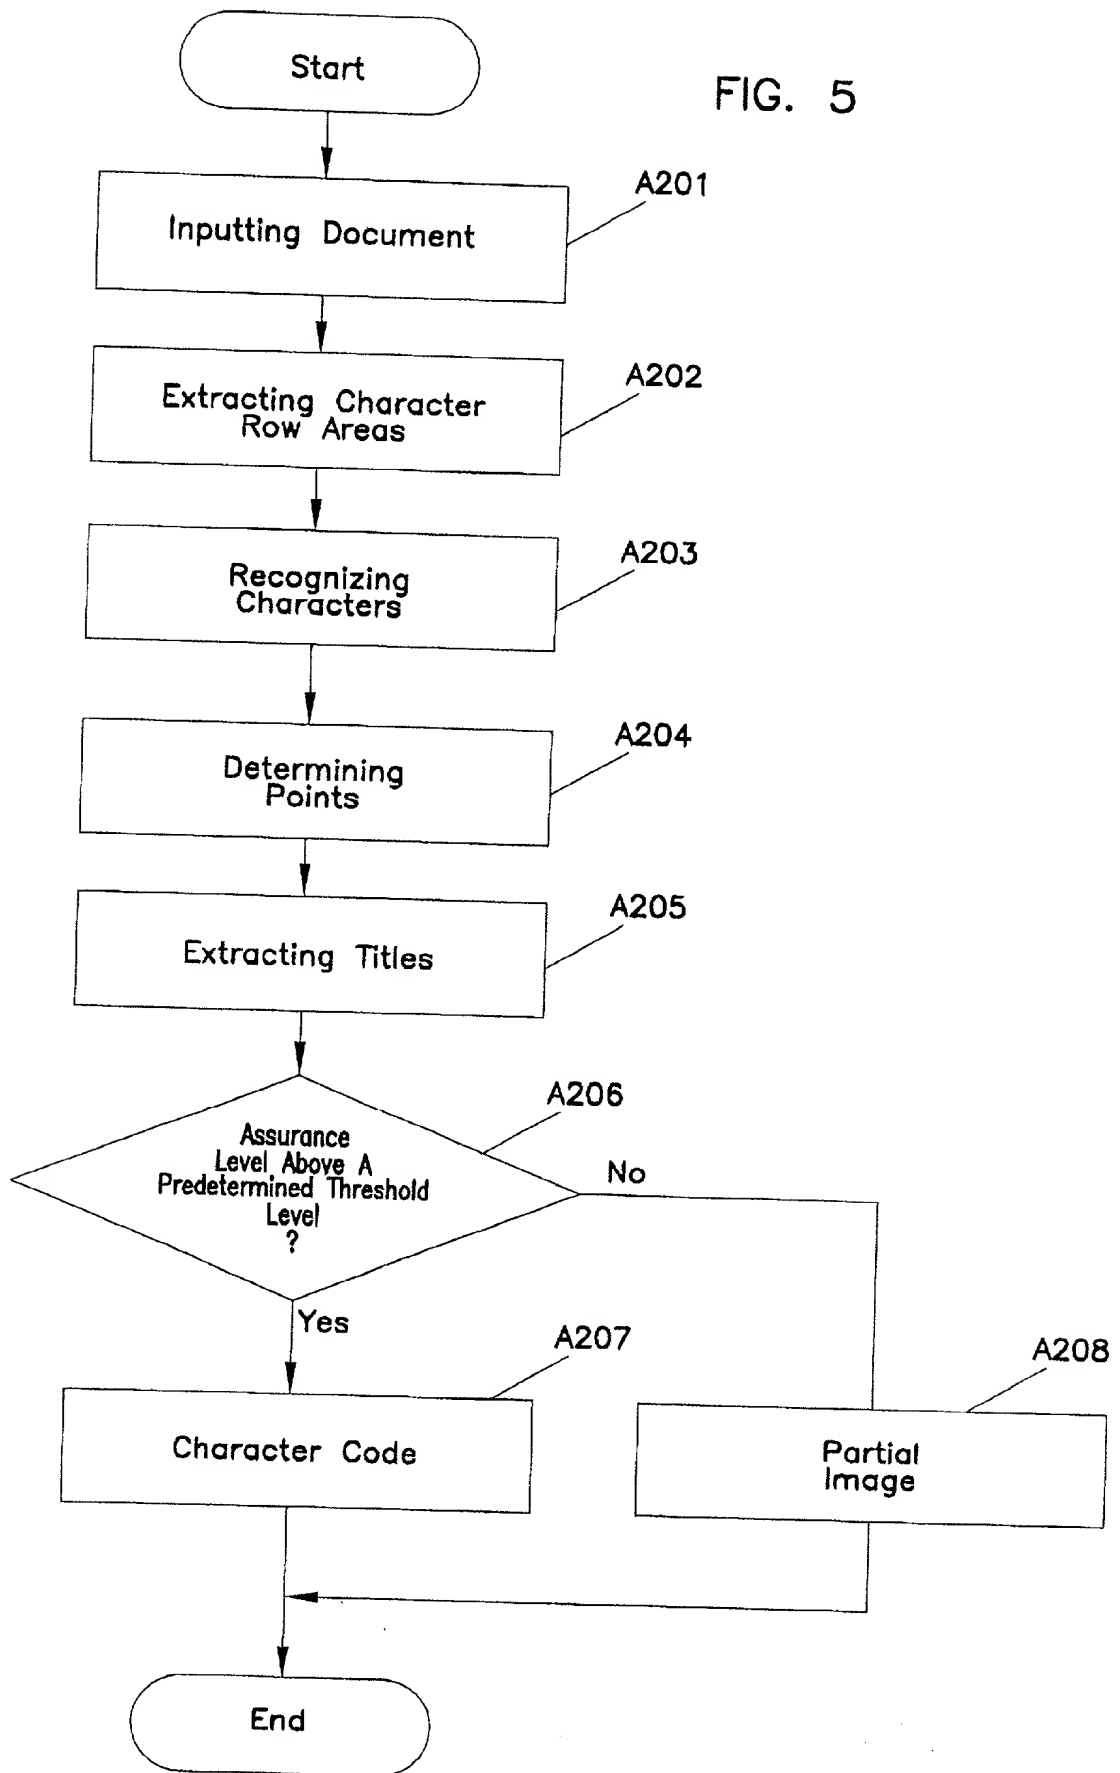 Start
FIG. 5
A201
Inputting Document
A202
Extracting Character
Row Areas
A203
Recognizing
Characters
A204
Determining
Points
A205
Extracting Titles
A206
Assurance
Level Above A
Predetermined Threshold
Level
?
No
Yes
A207
A208
Character Code
Partial
Image
End